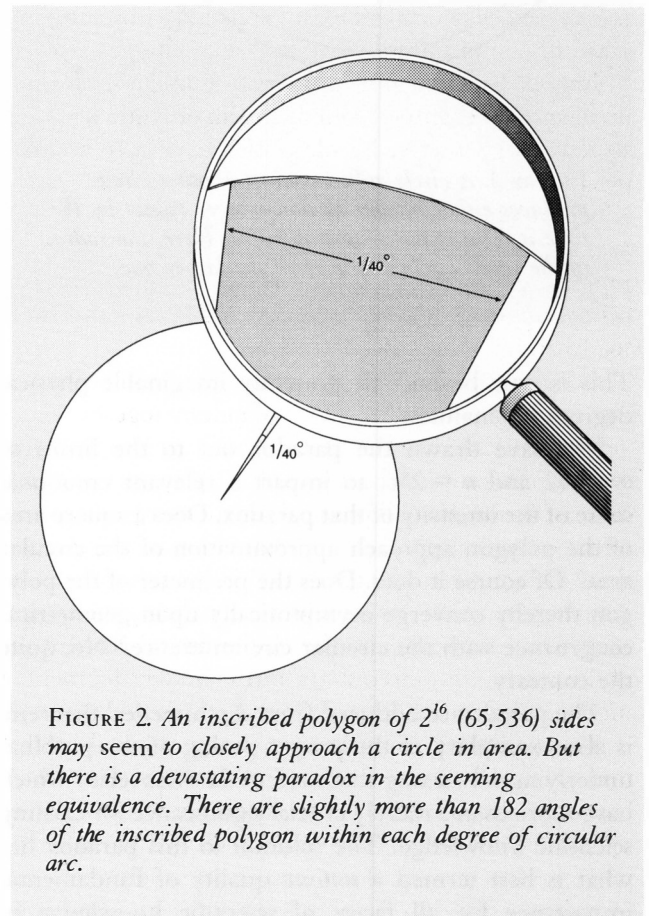 1/40°
1/40°
FIGURE 2. An inscribed polygon of 2¹⁶ (65,536) sides
may seem to closely approach a circle in area. But
there is a devastating paradox in the seeming
equivalence. There are slightly more than 182 angles
of the inscribed polygon within each degree of circular
arc.